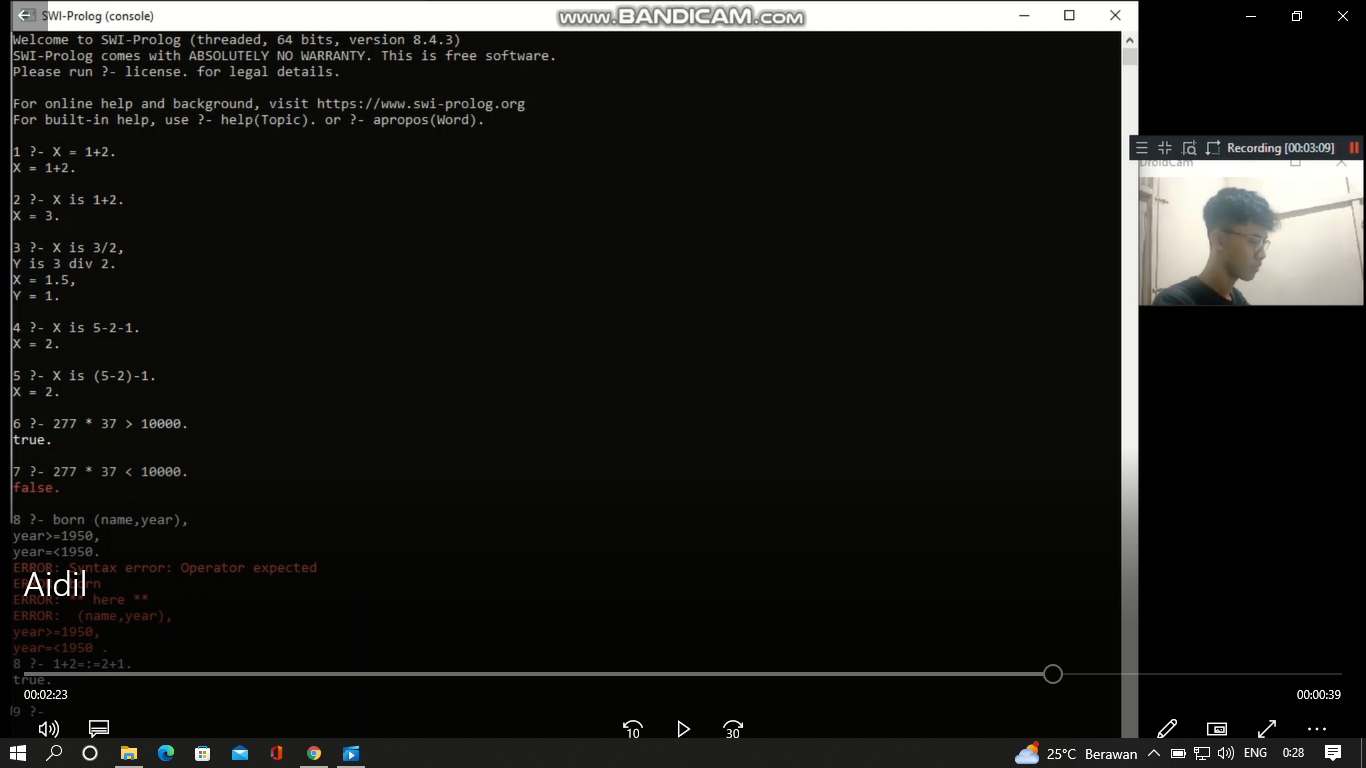 SWI-Prolog (console)
www.BANDICAM.com
Welcome to SWI-Prolog (threaded, 64 bits, version 8.4.3)
SWI-Prolog comes with ABSOLUTELY NO WARRANTY. This is free software.
Please run ?- license. for legal details.
For online help and background, visit https://www.swi-prolog.org
For built-in help, use ?- help(Topic). or ?- apropos(Word).
1 ?- X = 1+2.
X = 1+2.
2 ?- X is 1+2.
X = 3.
3 ?- X is 3/2,
Y is 3 div 2.
X = 1.5,
Y = 1.
4 ?- X is 5-2-1.
X = 2.
5 ?- X is (5-2)-1.
X = 2.
6 ?- 277 * 37 > 10000.
true.
7 ?- 277 * 37 < 10000.
false.
8 ?- born (name,year),
year>=1950,
year=<1950.
ERROR: Syntax error: Operator expected
ERROR: born
ERROR: ** here **
ERROR:  (name,year),
year>=1950,
year=<1950 .
8 ?- 1+2=:=2+1.
true.
9 ?-
Recording [00:03:09]
DroidCam
Aidil
00:02:23
00:00:39
10
30
25°C Berawan
ENG
0:28